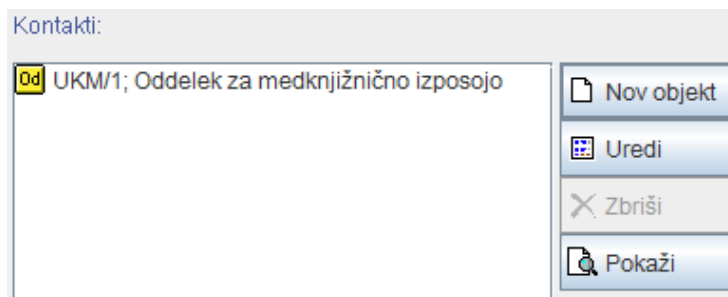 Kontakti:
Od UKM/1; Oddelek za medknjižnično izposojo
Nov objekt
Uredi
Zbriši
Pokaži